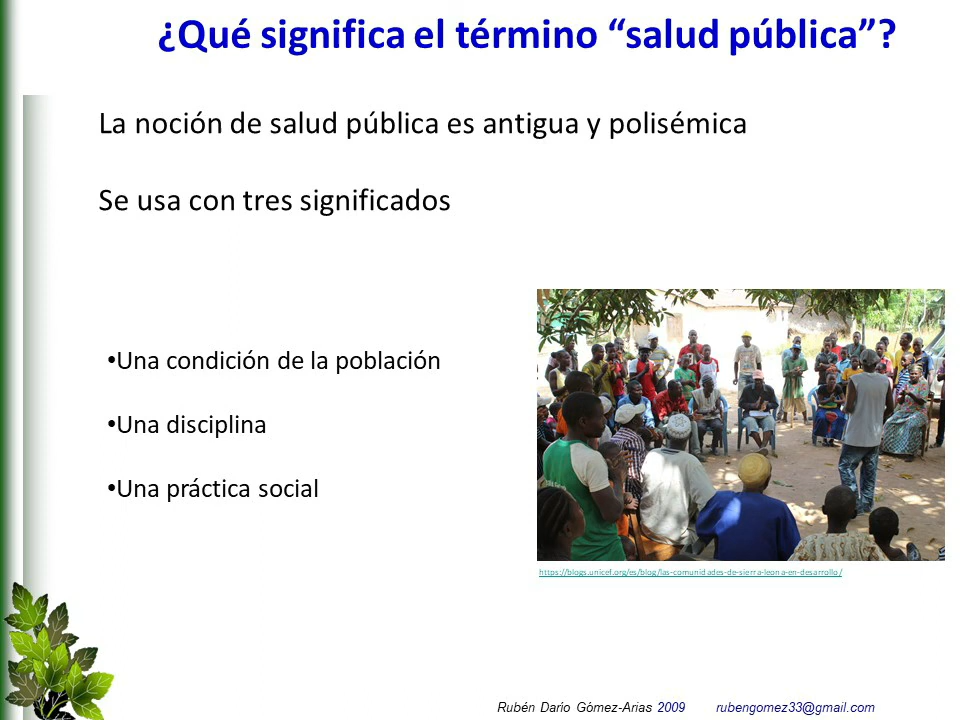 ¿Qué significa el término “salud pública”?
La noción de salud pública es antigua y polisémica
Se usa con tres significados
•Una condición de la población
•Una disciplina
•Una práctica social
https://blogs.unicef.org/es/blog/las-comunidades-de-sierra-leona-en-desarrollo/
Rubén Darío Gómez-Arias 2009 rubengomez33@gmail.com